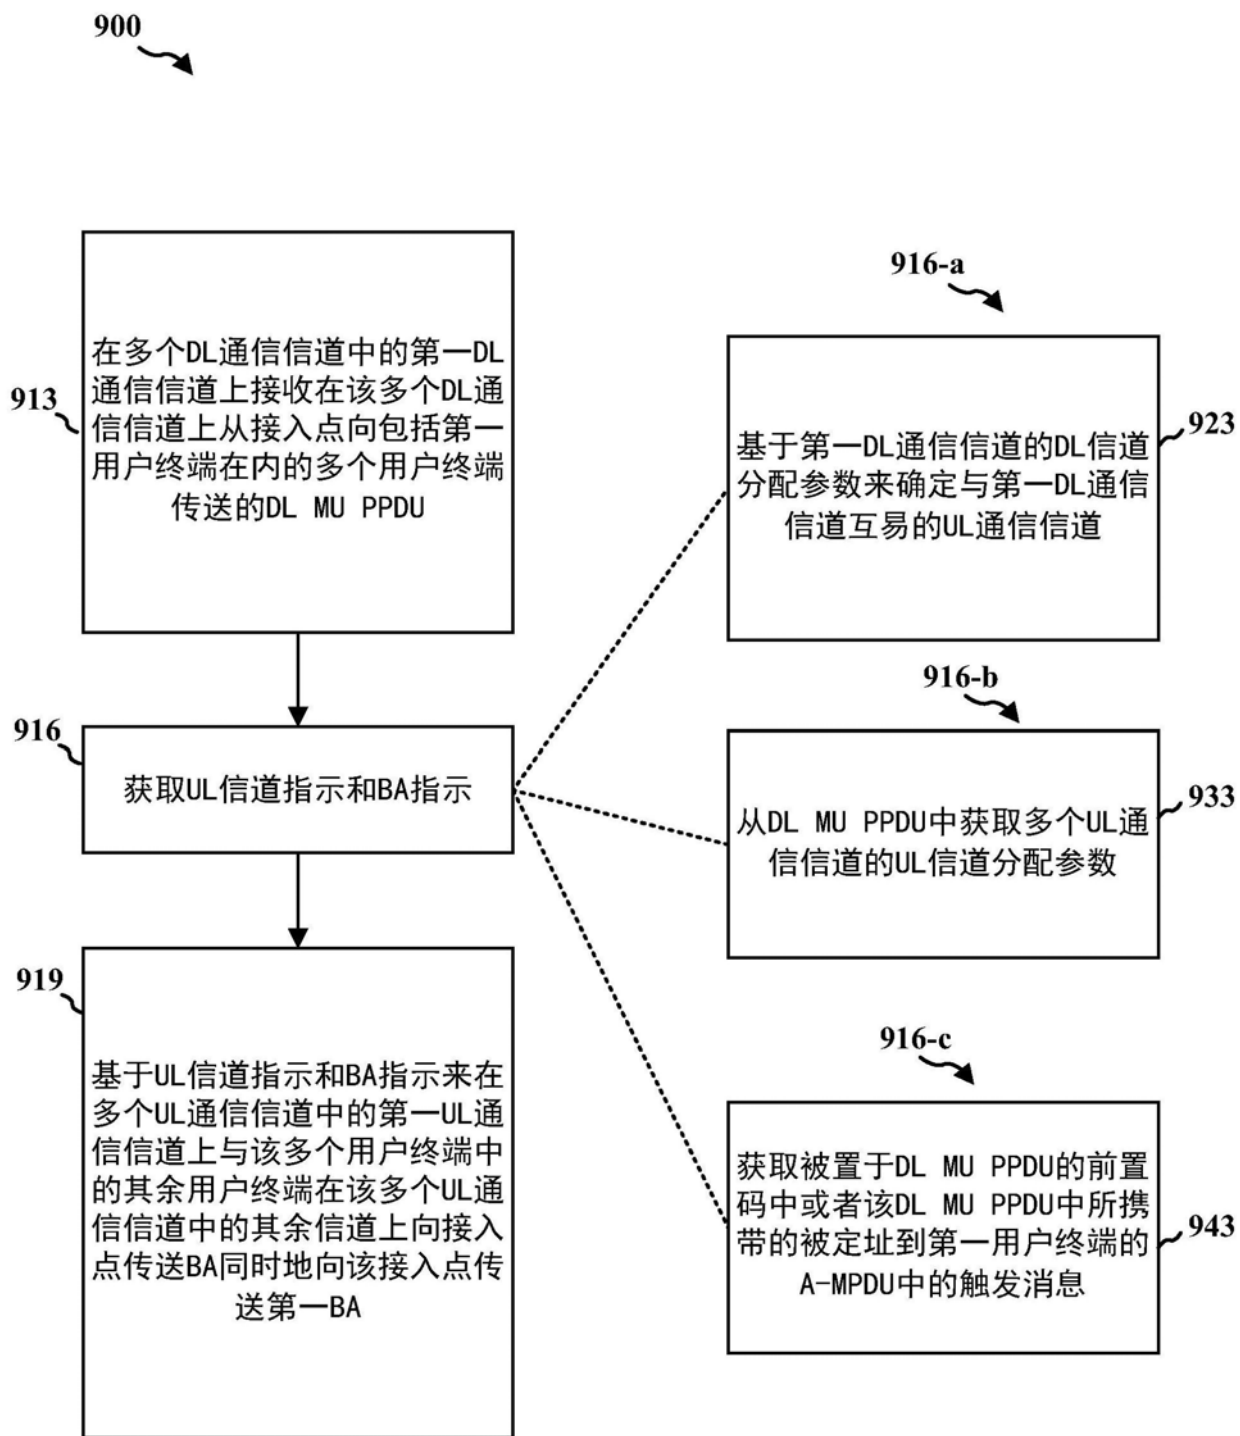 900
913
在多个DL通信信道中的第一DL
通信信道上接收在该多个DL通
信信道上从接入点向包括第一
用户终端在内的多个用户终端
传送的DL MU PPDU
916
获取UL信道指示和BA指示
919
基于UL信道指示和BA指示来在
多个UL通信信道中的第一UL通
信信道上与该多个用户终端中
的其余用户终端在该多个UL通
信信道中的其余信道上向接入
点传送BA同时地向该接入点传
送第一BA
916-a
923
基于第一DL通信信道的DL信道
分配参数来确定与第一DL通信
信道互易的UL通信信道
916-b
933
从DL MU PPDU中获取多个UL通
信信道的UL信道分配参数
916-c
943
获取被置于DL MU PPDU的前置
码中或者该DL MU PPDU中所携
带的被定址到第一用户终端的
A-MPDU中的触发消息